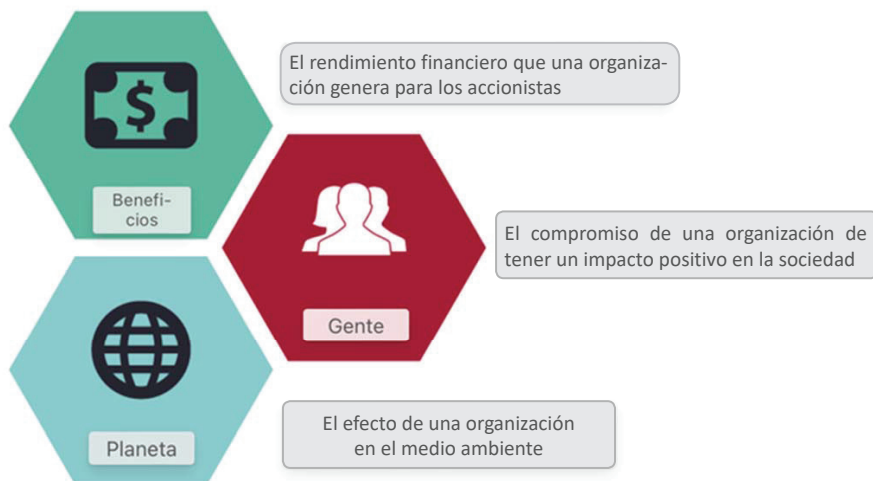 El rendimiento financiero que una organiza-
ción genera para los accionistas
$
Benefi-
cios
El compromiso de una organización de
tener un impacto positivo en la sociedad
Gente
El efecto de una organización
en el medio ambiente
Planeta